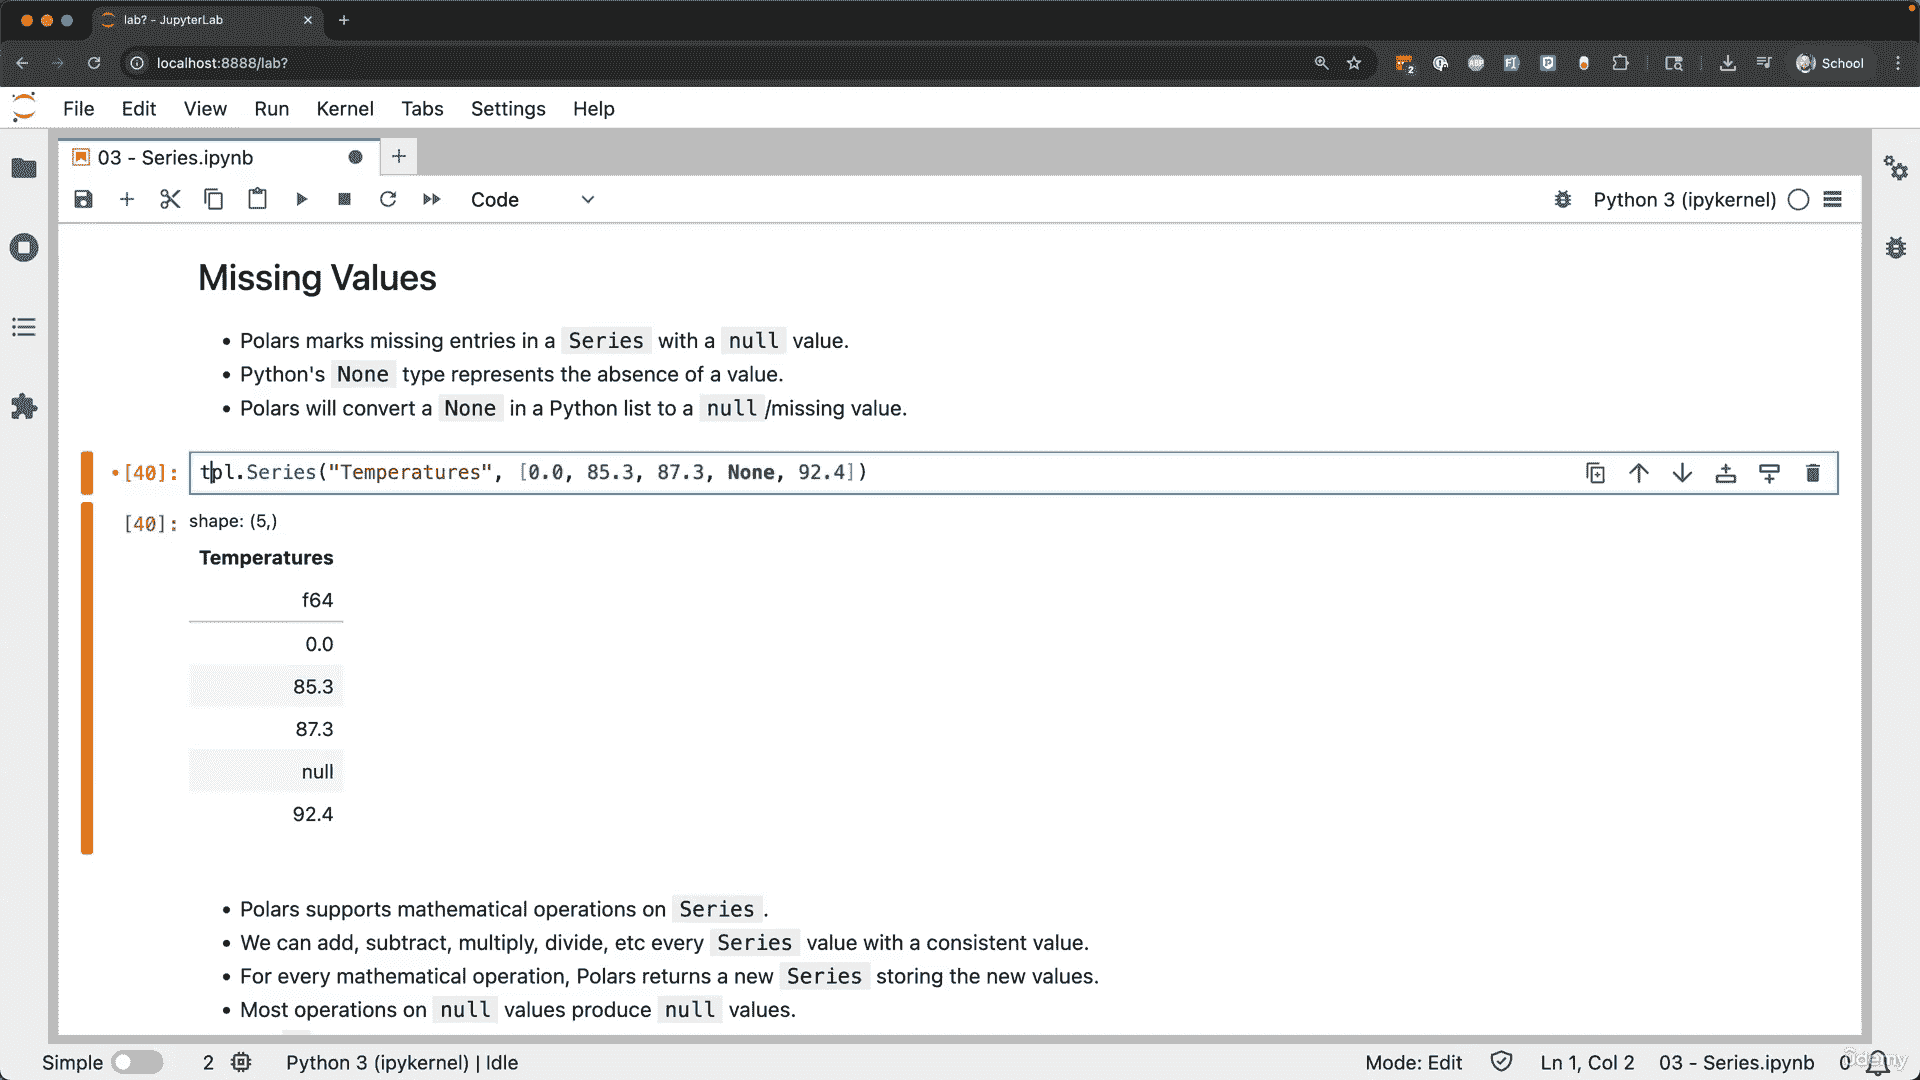 lab? - JupyterLab
localhost:8888/lab?
2
ABP
School
File Edit View Run Kernel Tabs Settings Help
03 - Series.ipynb
Code
Python 3 (ipykernel)
Missing Values
• Polars marks missing entries in a Series with a null value.
• Python's None type represents the absence of a value.
• Polars will convert a None in a Python list to a null/missing value.
[40]: tpl.Series("Temperatures", [0.0, 85.3, 87.3, None, 92.4])
[40]: shape: (5,)
Temperatures
f64
0.0
85.3
87.3
null
92.4
• Polars supports mathematical operations on Series.
• We can add, subtract, multiply, divide, etc every Series value with a consistent value.
• For every mathematical operation, Polars returns a new Series storing the new values.
• Most operations on null values produce null values.
Simple 2 Python 3 (ipykernel) | Idle Mode: Edit Ln 1, Col 2 03 - Series.ipynb 0
udemy